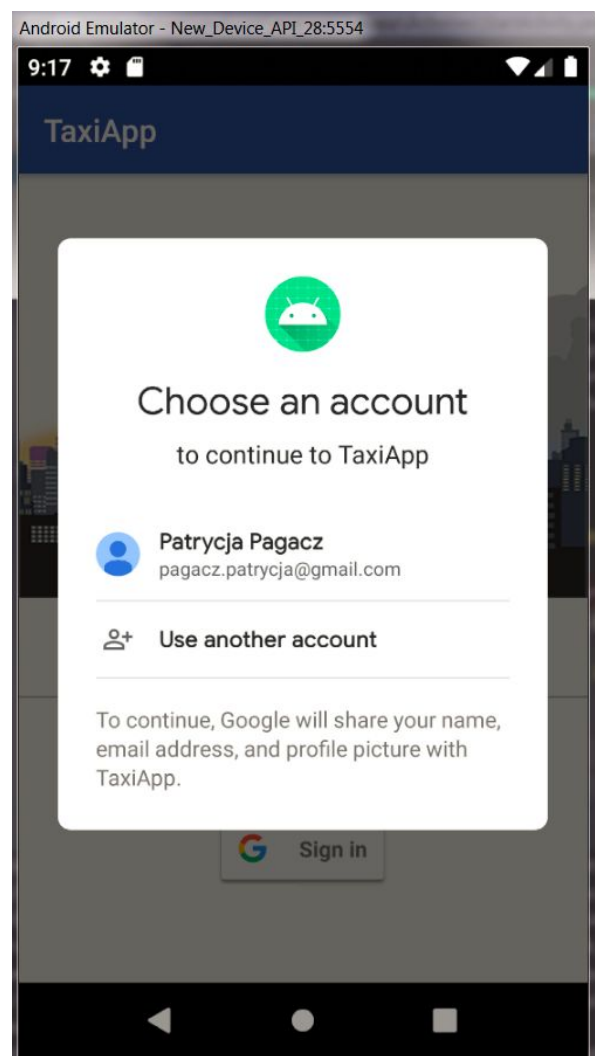 Android Emulator - New_Device_API_28:5554
9:17
TaxiApp
Choose an account
to continue to TaxiApp
Patrycja Pagacz
pagacz.patrycja@gmail.com
Use another account
To continue, Google will share your name,
email address, and profile picture with
TaxiApp.
G Sign in